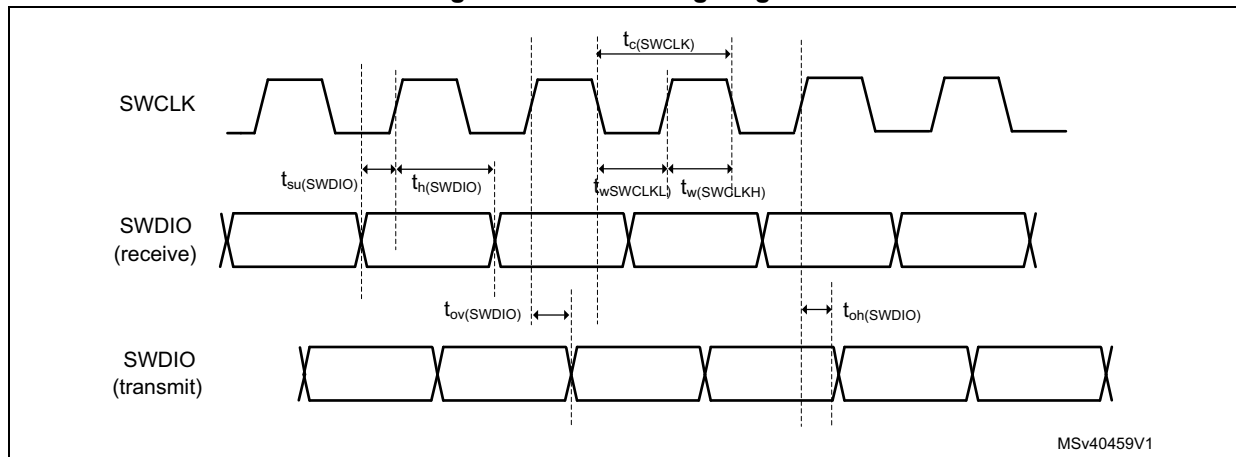 tc(SWCLK)
SWCLK
tsu(SWDIO)
th(SWDIO)
twSWCLKL)
tw(SWCLKH)
SWDIO
(receive)
tov(SWDIO)
toh(SWDIO)
SWDIO
(transmit)
MSv40459V1